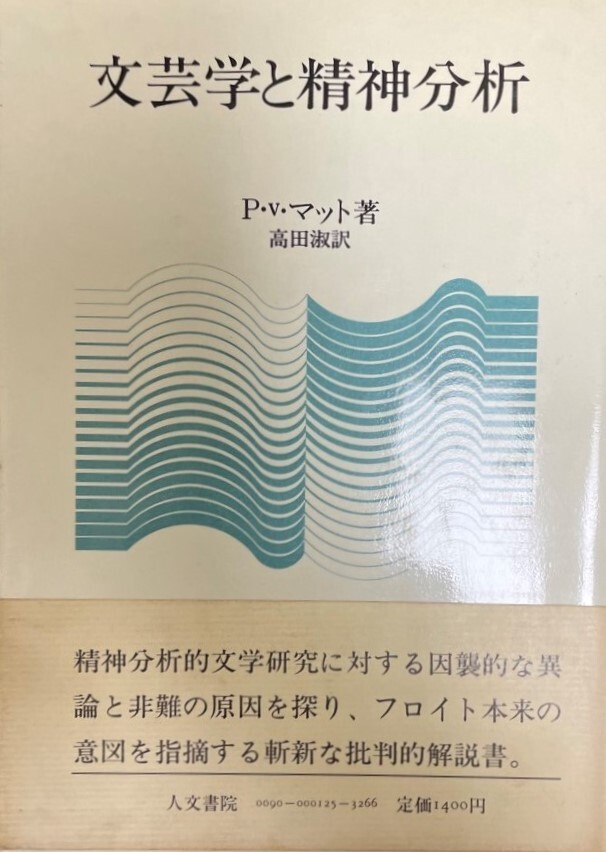 文芸学と精神分析
P・v・マット著
高田淑訳
精神分析的文学研究に対する因襲的な異
論と非難の原因を探り、フロイト本来の
意図を指摘する斬新な批判的解説書。
人文書院 0090―000125―3266 定価1400円